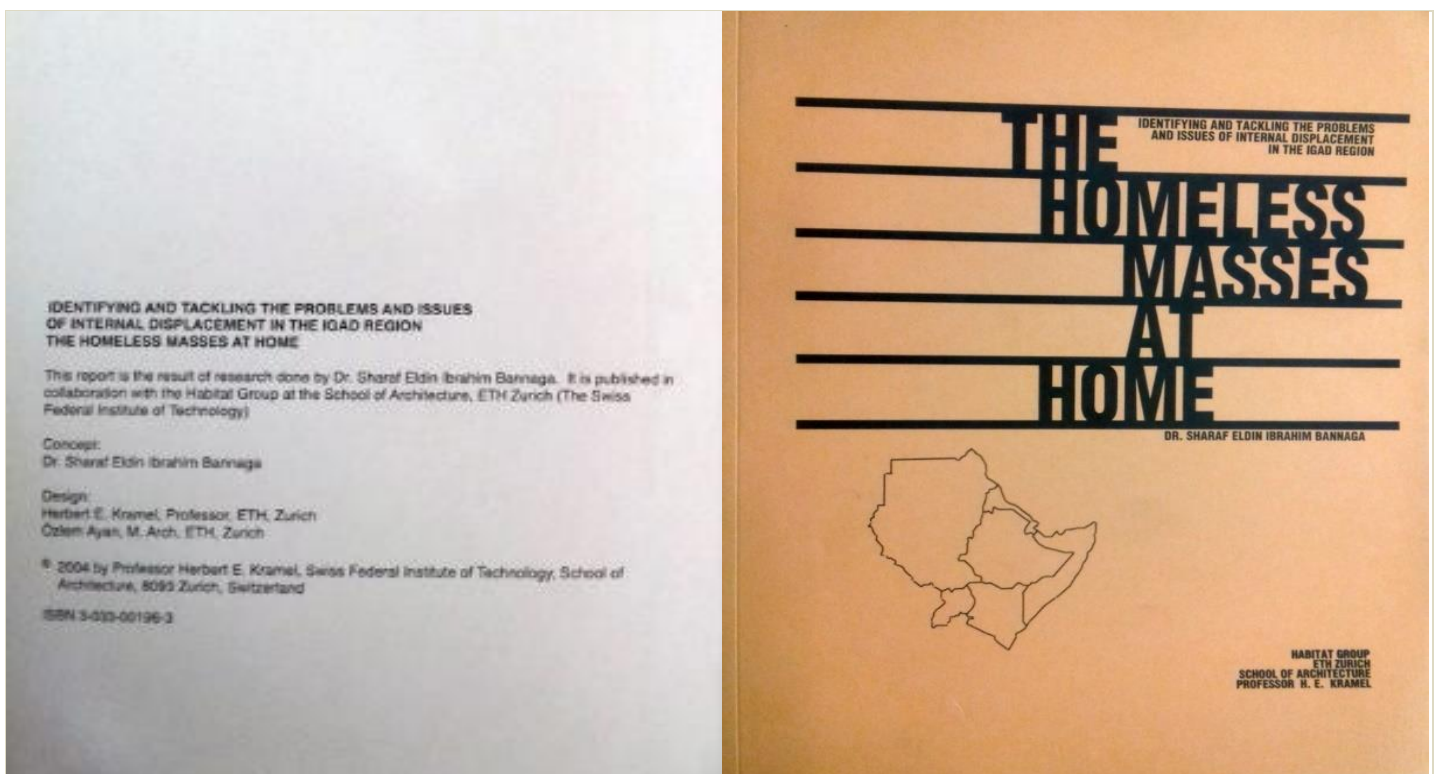 IDENTIFYING AND TACKLING THE PROBLEMS AND ISSUES
OF INTERNAL DISPLACEMENT IN THE IGAD REGION
THE HOMELESS MASSES AT HOME
This report is the result of research done by Dr. Sharaf Eldin Ibrahim Bannaga. It is published in
collaboration with the Habitat Group at the School of Architecture, ETH Zurich (The Swiss
Federal Institute of Technology)
Concept:
Dr. Sharaf Eldin Ibrahim Bannaga
Design:
Herbert E. Kramel, Professor, ETH, Zurich
Özlem Ayan, M. Arch, ETH, Zurich
© 2004 by Professor Herbert E. Kramel, Swiss Federal Institute of Technology, School of
Architecture, 8093 Zurich, Switzerland
ISBN 3-033-00196-3
THE
IDENTIFYING AND TACKLING THE PROBLEMS
AND ISSUES OF INTERNAL DISPLACEMENT
IN THE IGAD REGION
HOMELESS
MASSES
AT
HOME
DR. SHARAF ELDIN IBRAHIM BANNAGA
HABITAT GROUP
ETH ZURICH
SCHOOL OF ARCHITECTURE
PROFESSOR H. E. KRAMEL